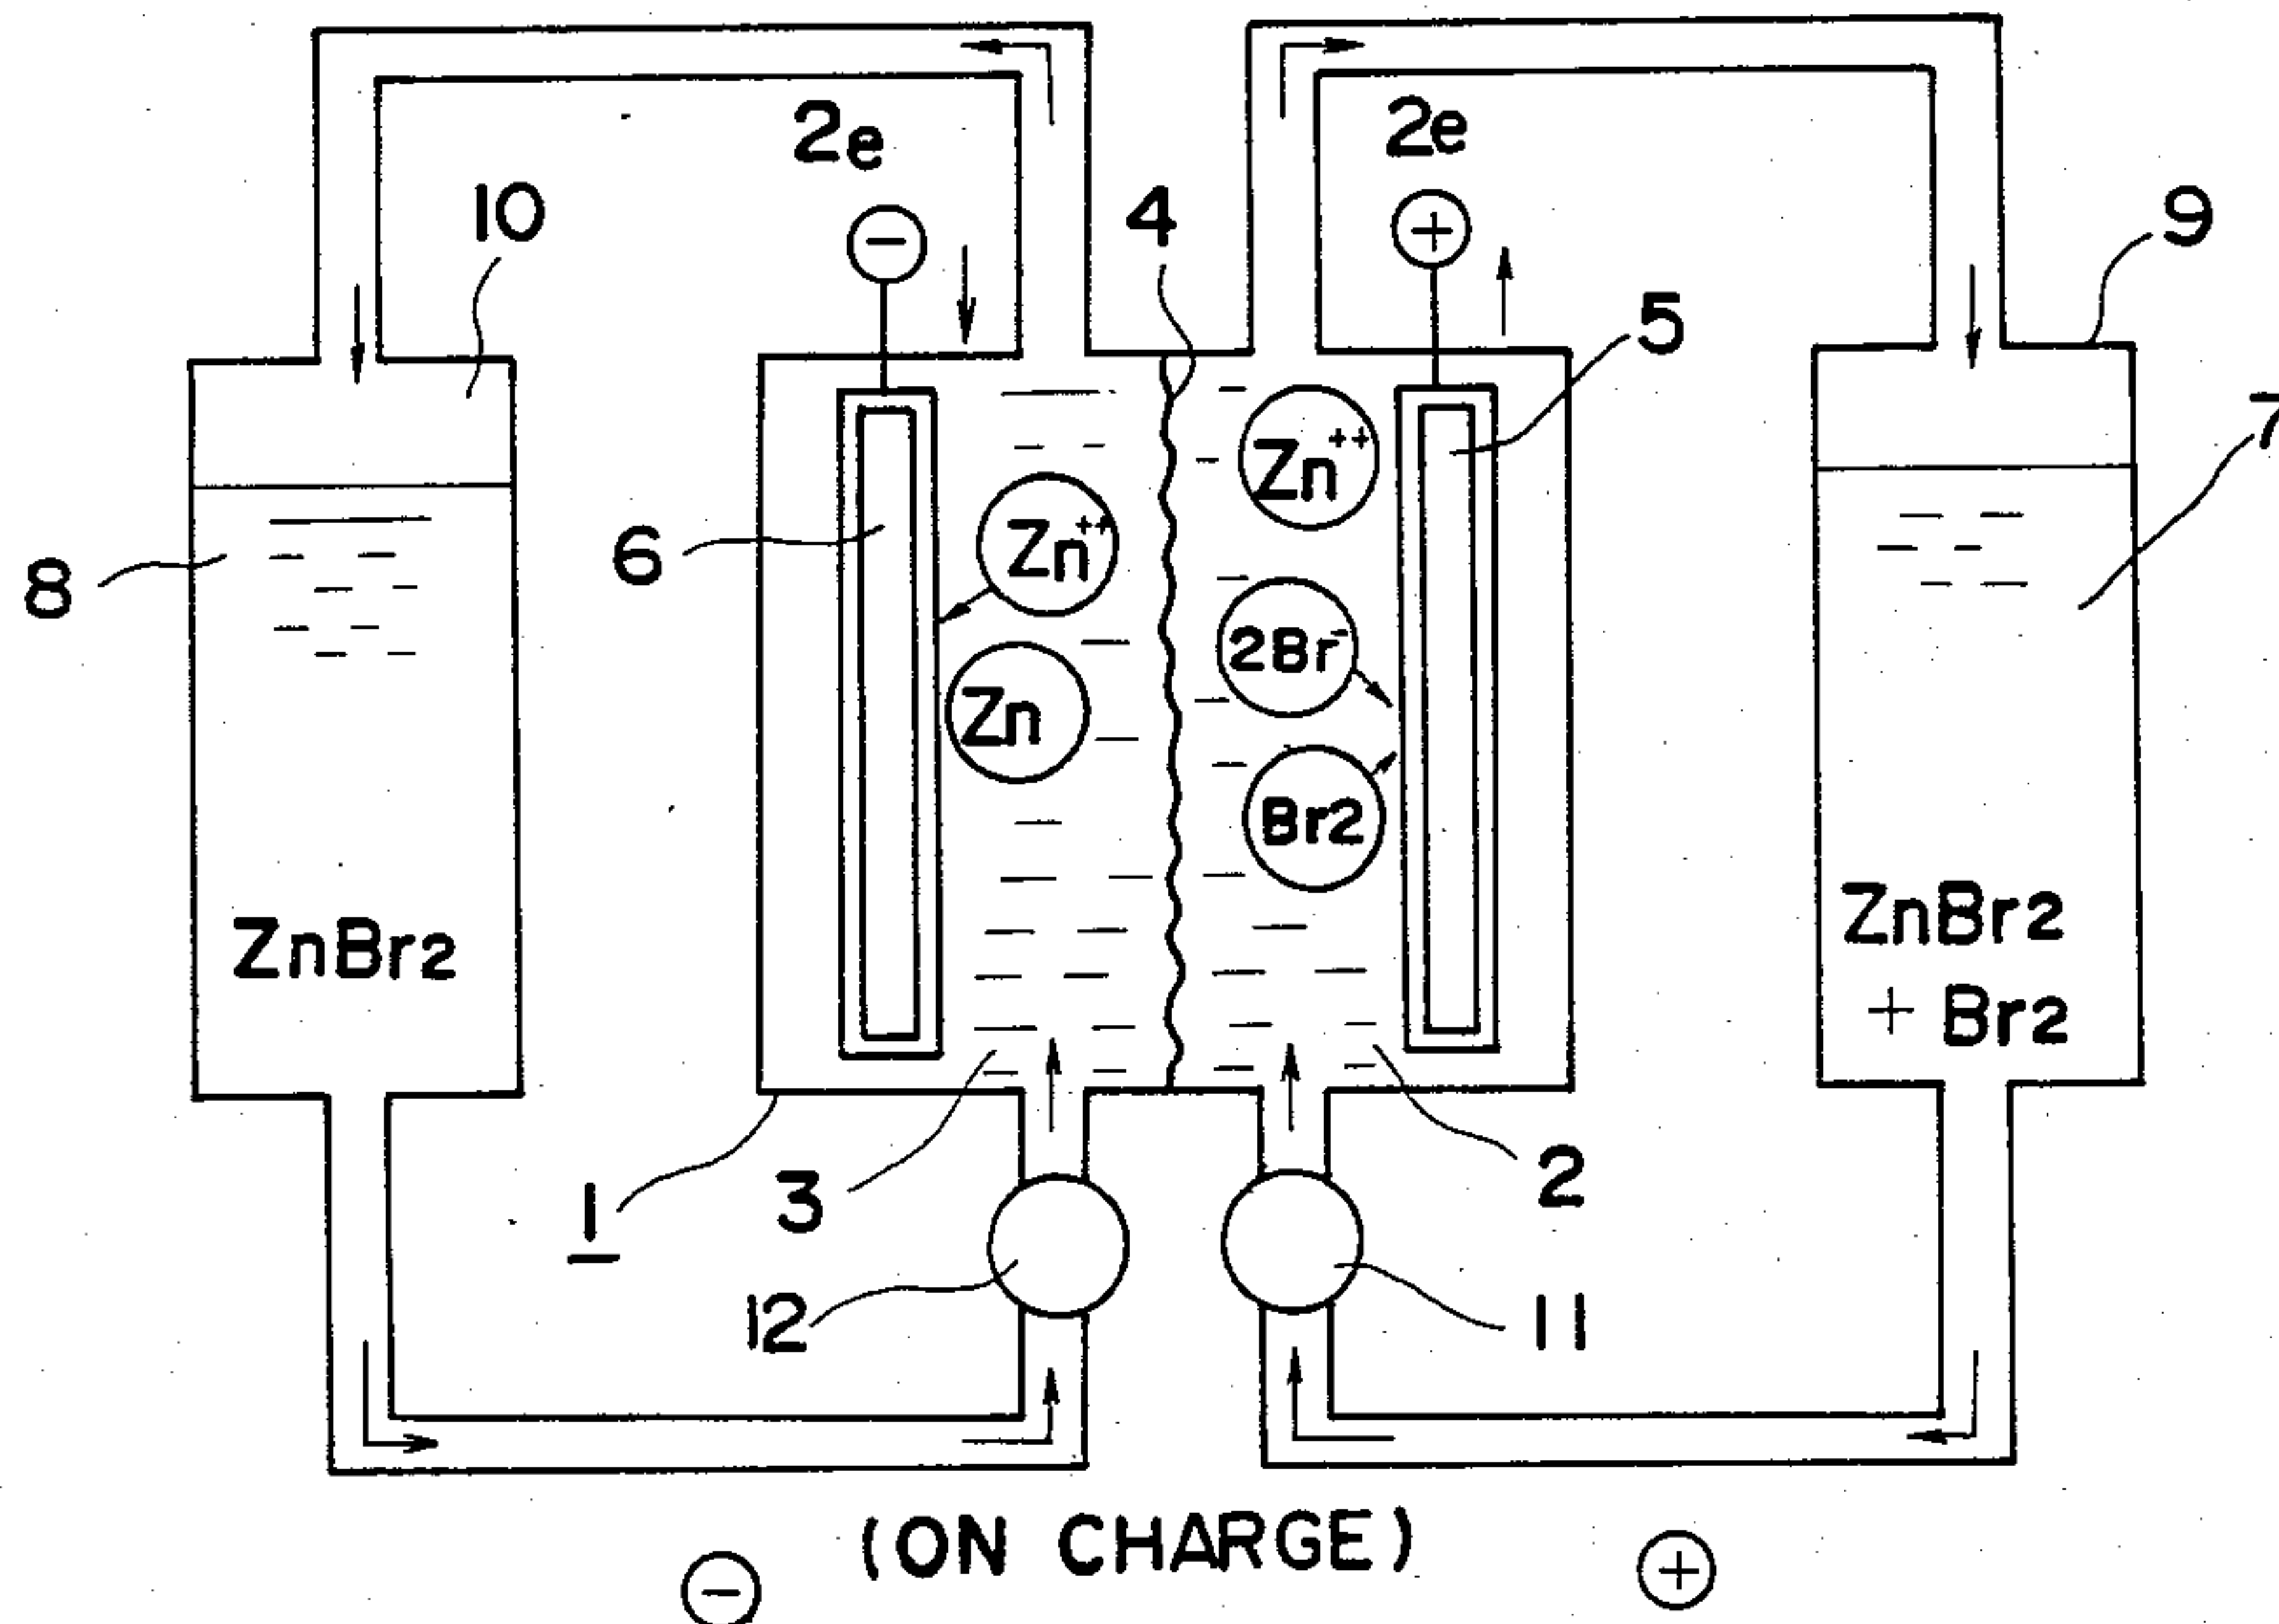 2e
2e
10
−
4
+
9
5
7
Zn++
6
Zn++
8
2Br-
Zn
Br2
ZnBr2
ZnBr2
+ Br2
1
3
2
12
11
(ON CHARGE)
−
+